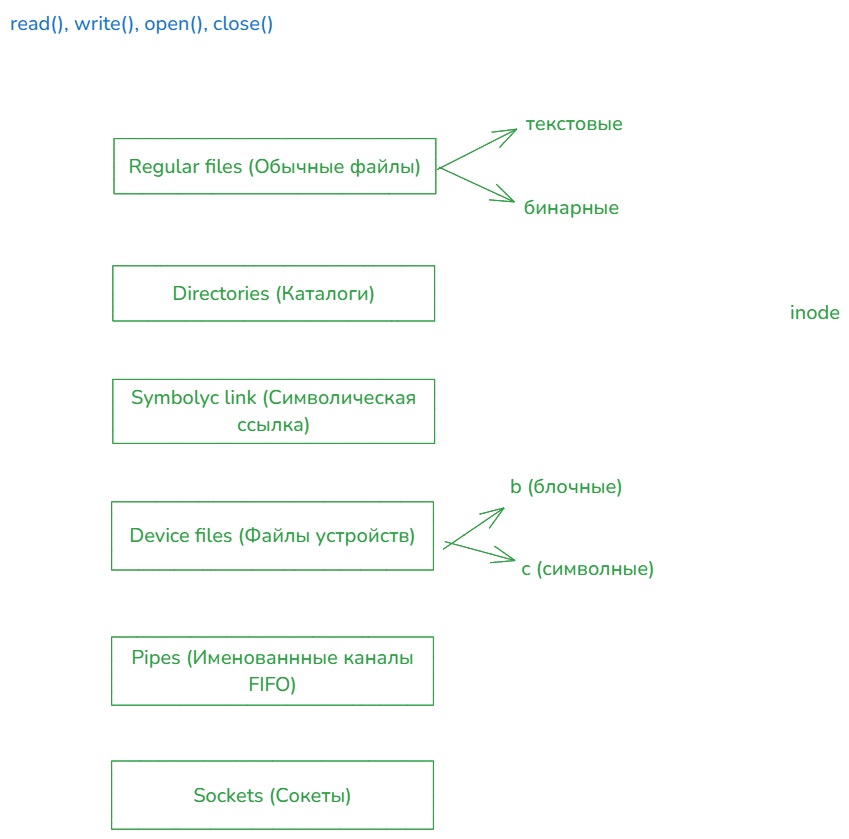 read(), write(), open(), close()
текстовые
Regular files (Обычные файлы)
бинарные
Directories (Каталоги)
inode
Symbolyc link (Символическая
ссылка)
b (блочные)
Device files (Файлы устройств)
c (символные)
Pipes (Именованнные каналы
FIFO)
Sockets (Сокеты)